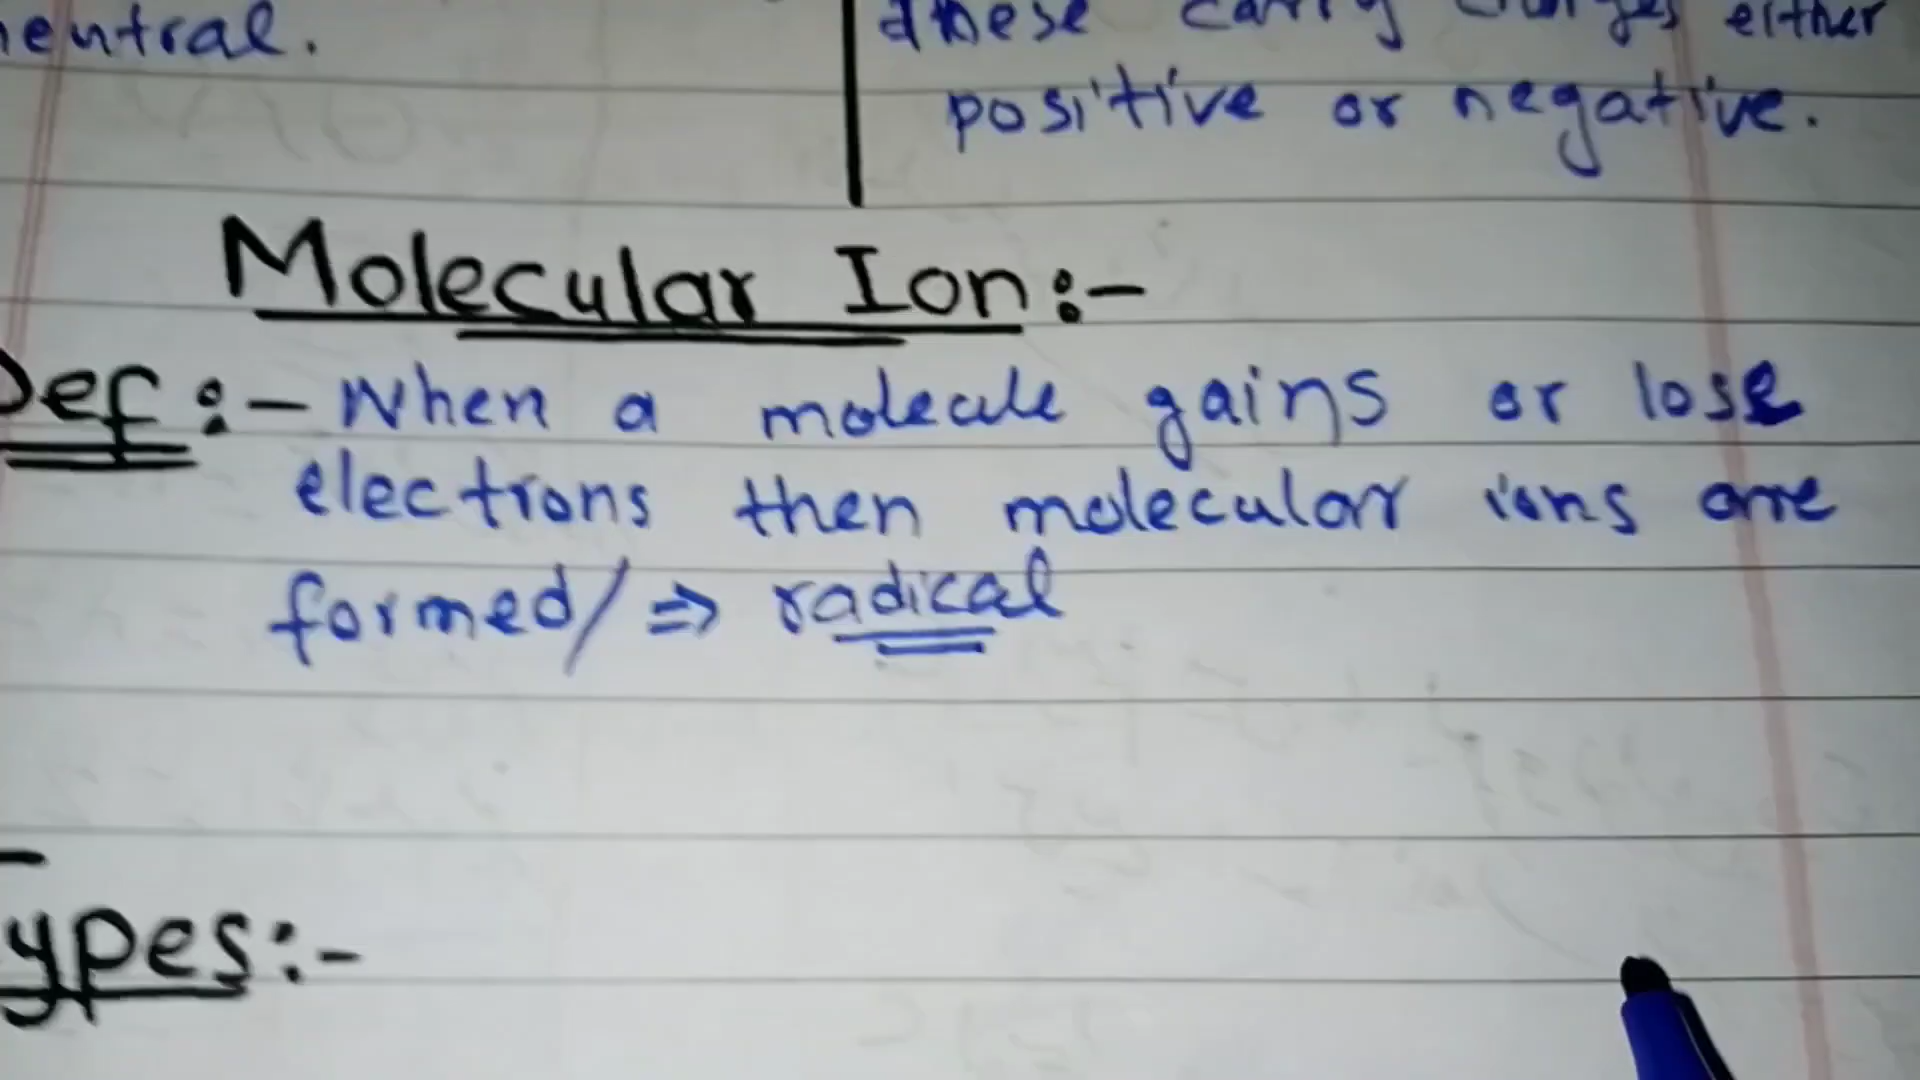 neutral.
these carry charges either
positive or negative.
Molecular Ion:-
Def:- When a molecule gains or lose
electrons then molecular ions are
formed/⇒ radical
Types:-